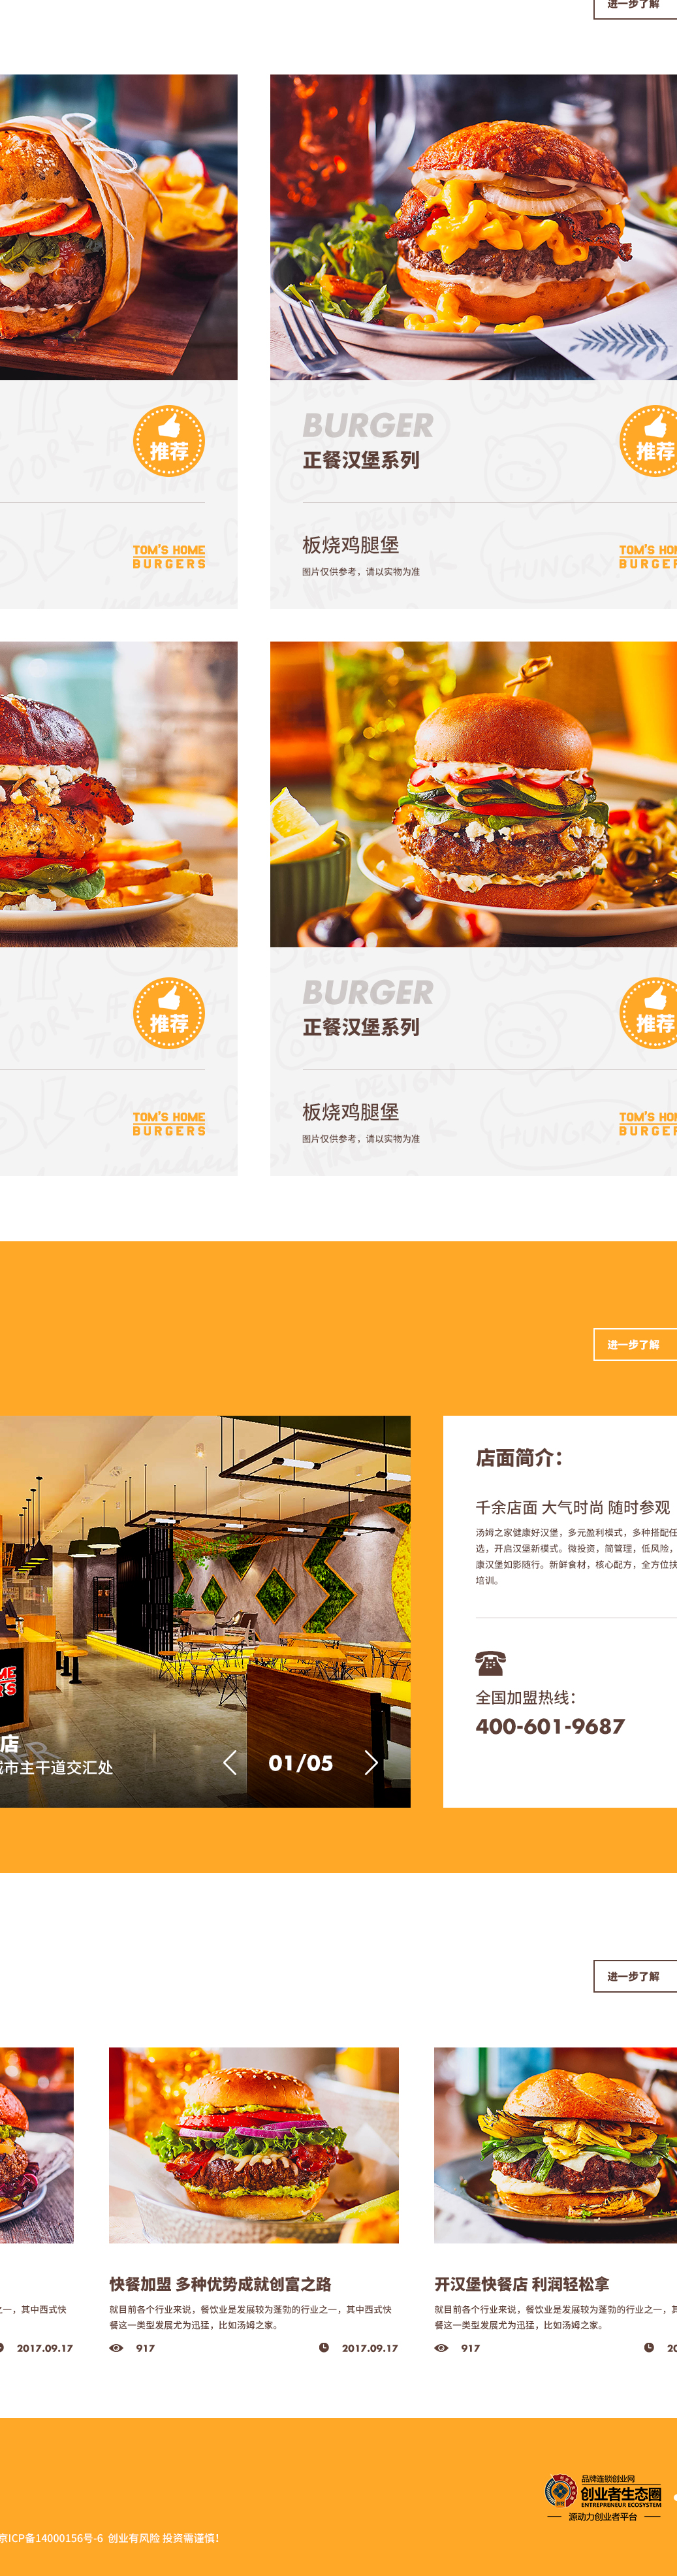 进一步了解
推荐
TOM'S HOME
BURGERS
BURGER
正餐汉堡系列
推荐
板烧鸡腿堡
图片仅供参考，请以实物为准
TOM'S HOME
推荐
TOM'S HOME
BURGERS
BURGER
正餐汉堡系列
推荐
板烧鸡腿堡
图片仅供参考，请以实物为准
TOM'S HOME
进一步了解
店
市主干道交汇处
01/05
店面简介：
千余店面 大气时尚 随时参观
汤姆之家健康好汉堡，多元盈利模式，多种搭配任
选，开启汉堡新模式。微投资，简管理，低风险，
康汉堡如影随行。新鲜食材，核心配方，全方位扶
培训。
全国加盟热线：
400-601-9687
进一步了解
之一，其中西式快
2017.09.17
快餐加盟 多种优势成就创富之路
就目前各个行业来说，餐饮业是发展较为蓬勃的行业之一，其中西式快
餐这一类型发展尤为迅猛，比如汤姆之家。
917 2017.09.17
开汉堡快餐店 利润轻松拿
就目前各个行业来说，餐饮业是发展较为蓬勃的行业之一，其
餐这一类型发展尤为迅猛，比如汤姆之家。
917 20
品牌连锁创业网
创业者生态圈
ENTREPRENEUR ECOSYSTEM
源动力创业者平台
京ICP备14000156号-6 创业有风险 投资需谨慎！